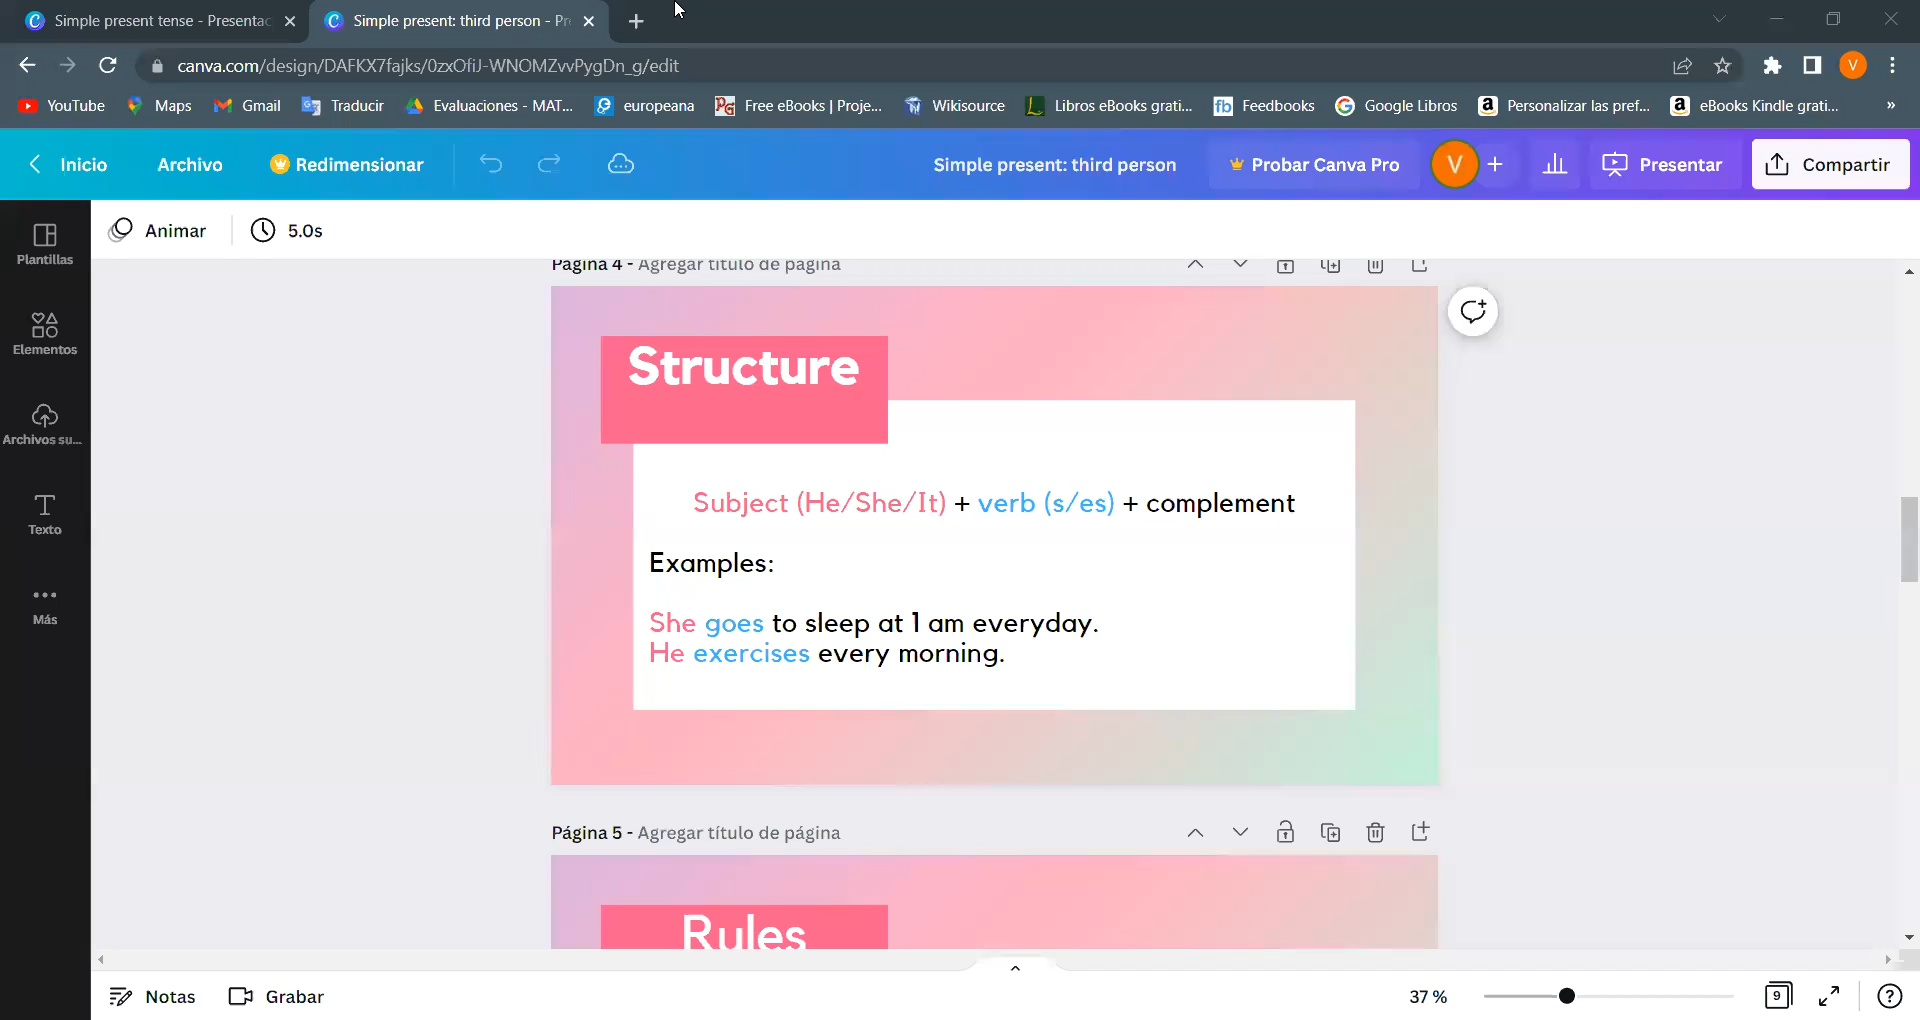 Simple present tense - Presentac
Simple present: third person - Pr
canva.com/design/DAFKX7fajks/0zxOfiJ-WNOMZvvPygDn_g/edit
V
YouTube
Maps
Gmail
Traducir
Evaluaciones - MAT...
europeana
Free eBooks | Proje...
Wikisource
Libros eBooks grati...
fb Feedbooks
Google Libros
Personalizar las pref...
eBooks Kindle grati...
»
Inicio
Archivo
Redimensionar
Simple present: third person
Probar Canva Pro
V
Presentar
Compartir
Animar
5.0s
Plantillas
Elementos
Archivos su...
Texto
Más
Página 4 - Agregar título de página
Structure
Subject (He/She/It) + verb (s/es) + complement
Examples:
She goes to sleep at 1 am everyday.
He exercises every morning.
Página 5 - Agregar título de página
Rules
Notas
Grabar
37 %
9
?